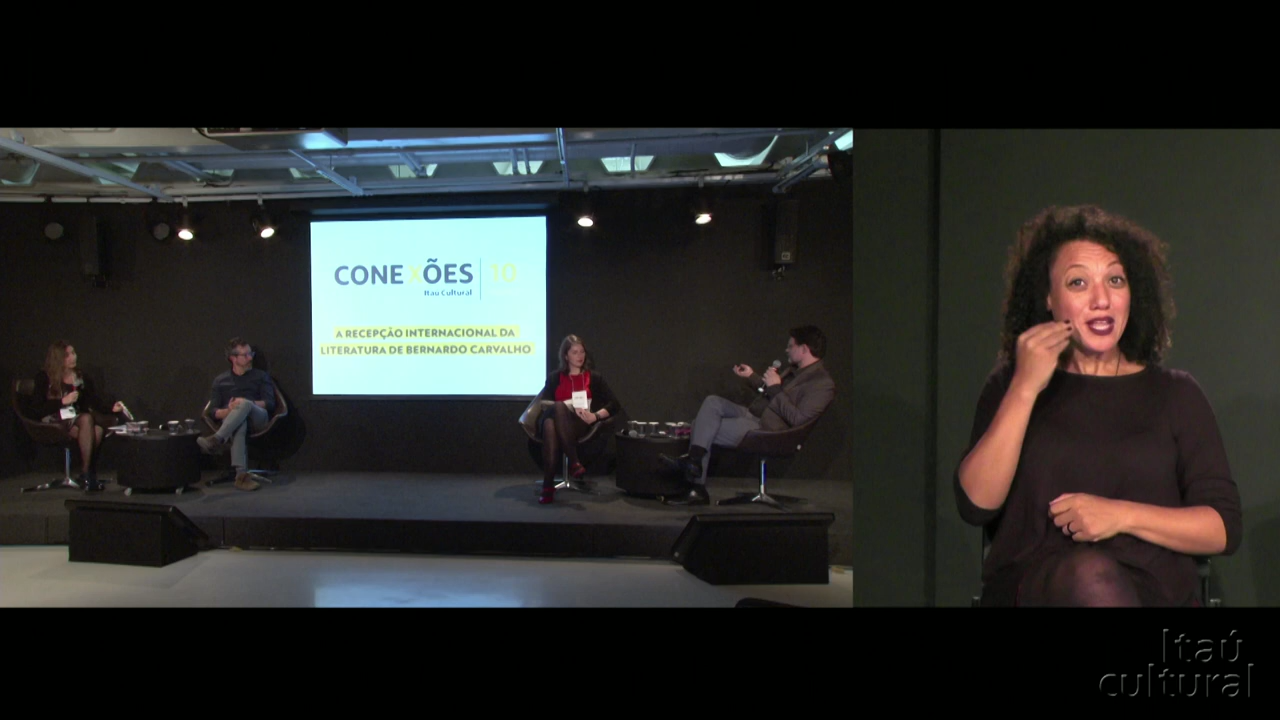 CONEXÕES 10
Itaú Cultural
A RECEPÇÃO INTERNACIONAL DA
LITERATURA DE BERNARDO CARVALHO
Itaú
cultural